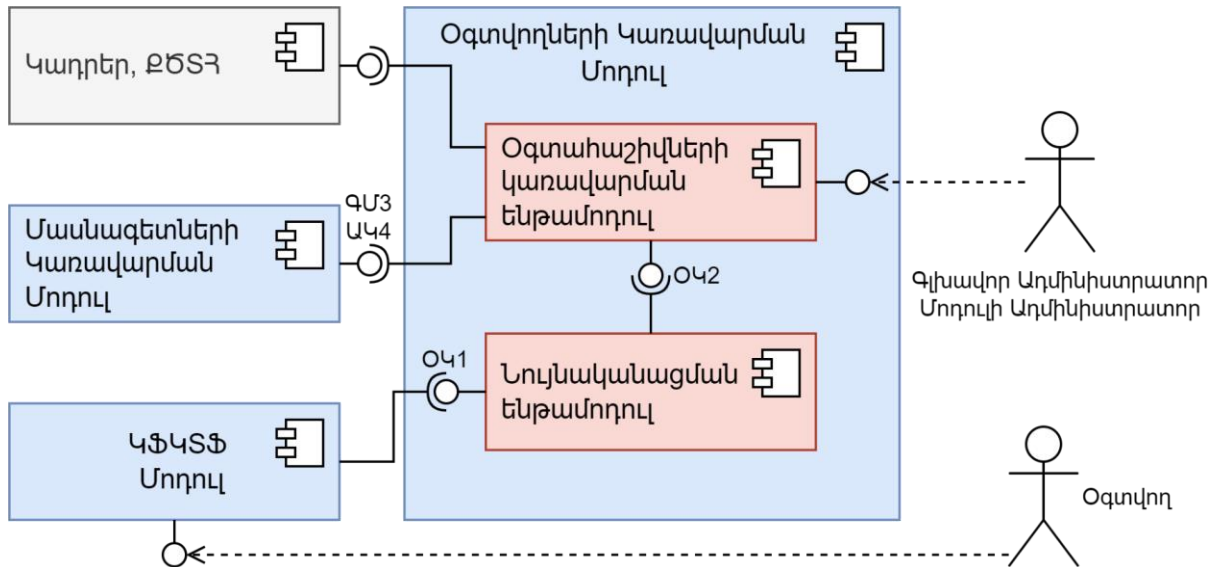 Կադրեր, ՔԾՏՀ
Օգտվողների Կառավարման
Մոդուլ
Օգտահաշիվների
կառավարման
ենթամոդուլ
ԳՄ3
ԱԿ4
Մասնագետների
Կառավարման
Մոդուլ
ՕԿ2
Գլխավոր Ադմինիստրատոր
Մոդուլի Ադմինիստրատոր
ՕԿ1
Նույնականացման
ենթամոդուլ
ԿՖԿՏՖ
Մոդուլ
Օգտվող